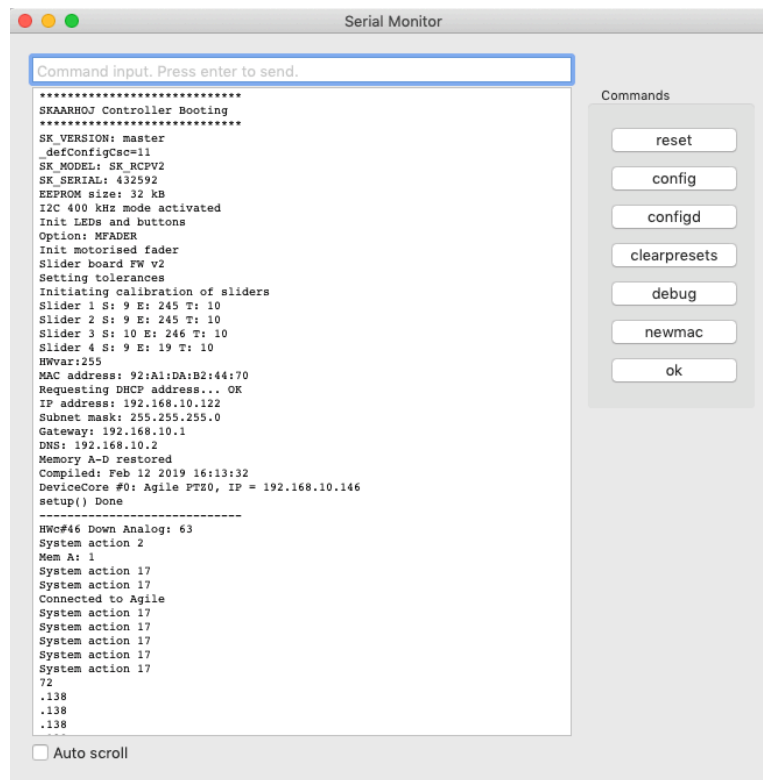 Serial Monitor
Command input. Press enter to send.
*****************************
SKAARHOJ Controller Booting
*****************************
SK_VERSION: master
_defConfigCsc=11
SK_MODEL: SK_RCPV2
SK_SERIAL: 432592
EEPROM size: 32 kB
I2C 400 kHz mode activated
Init LEDs and buttons
Option: MFADER
Init motorised fader
Slider board FW v2
Setting tolerances
Initiating calibration of sliders
Slider 1 S: 9 E: 245 T: 10
Slider 2 S: 9 E: 245 T: 10
Slider 3 S: 10 E: 246 T: 10
Slider 4 S: 9 E: 19 T: 10
HWvar:255
MAC address: 92:A1:DA:B2:44:70
Requesting DHCP address... OK
IP address: 192.168.10.122
Subnet mask: 255.255.255.0
Gateway: 192.168.10.1
DNS: 192.168.10.2
Memory A-D restored
Compiled: Feb 12 2019 16:13:32
DeviceCore #0: Agile PTZ0, IP = 192.168.10.146
setup() Done
-----------------------------
HWc#46 Down Analog: 63
System action 2
Mem A: 1
System action 17
System action 17
Connected to Agile
System action 17
System action 17
System action 17
System action 17
System action 17
72
.138
.138
.138
Auto scroll
Commands
reset
config
configd
clearpresets
debug
newmac
ok